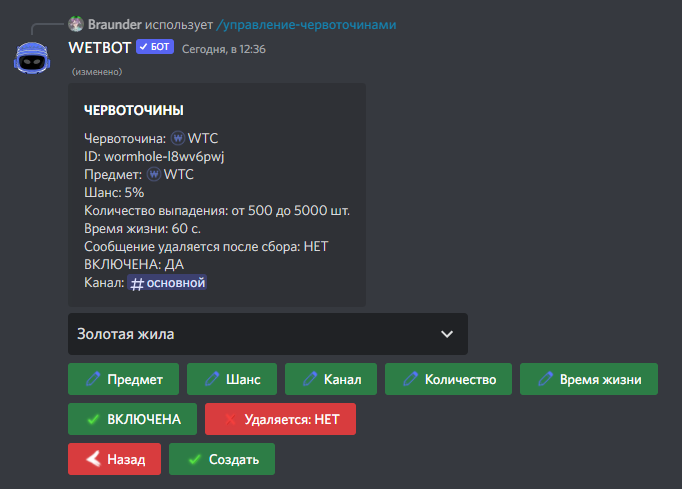 Braunder использует /управление-червоточинами
WETBOT БОТ Сегодня, в 12:36
(изменено)
ЧЕРВОТОЧИНЫ
Червоточина: WTC
ID: wormhole-l8wv6pwj
Предмет: WTC
Шанс: 5%
Количество выпадения: от 500 до 5000 шт.
Время жизни: 60 с.
Сообщение удаляется после сбора: НЕТ
ВКЛЮЧЕНА: ДА
Канал: #основной
Золотая жила
Предмет Шанс Канал Количество Время жизни
ВКЛЮЧЕНА Удаляется: НЕТ
Назад Создать